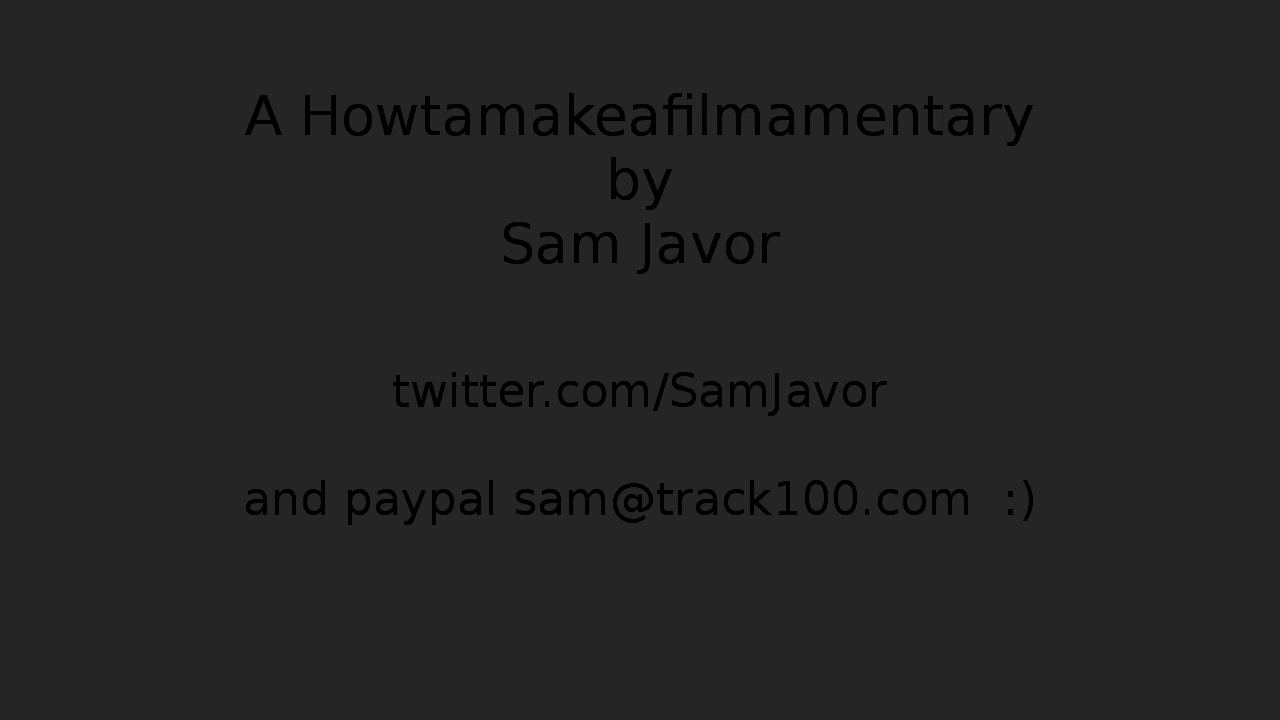 A Howtamakeafilmamentary
by
Sam Javor
twitter.com/SamJavor
and paypal sam@track100.com :)